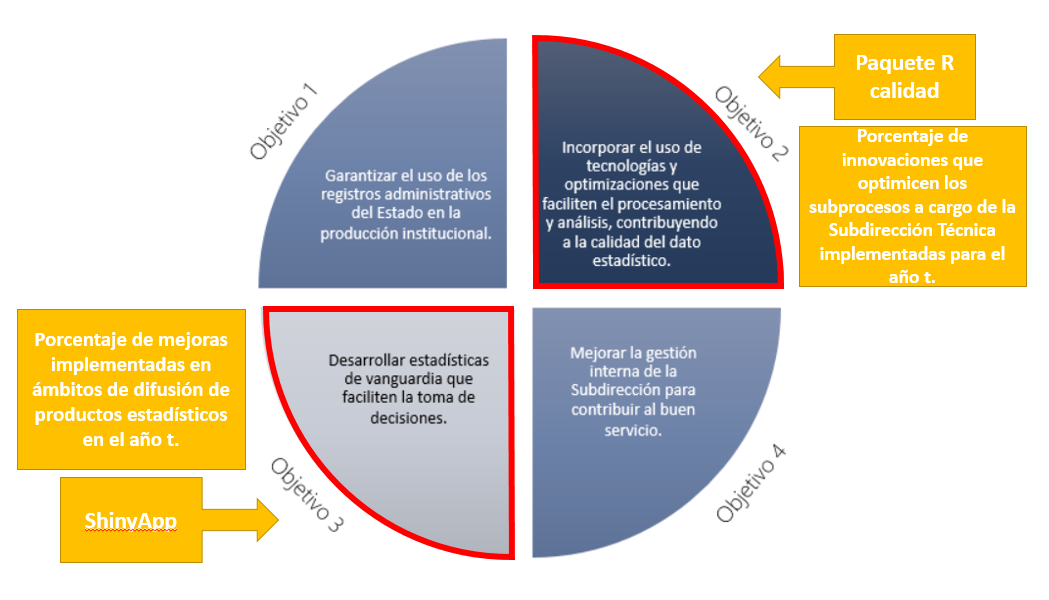 Objetivo 1
Garantizar el uso de los
registros administrativos
del Estado en la
producción institucional.
Objetivo 2
Incorporar el uso de
tecnologías y
optimizaciones que
faciliten el procesamiento
y análisis, contribuyendo
a la calidad del dato
estadístico.
Paquete R
calidad
Porcentaje de
innovaciones que
optimicen los
subprocesos a cargo de la
Subdirección Técnica
implementadas para el
año t.
Porcentaje de mejoras
implementadas en
ámbitos de difusión de
productos estadísticos
en el año t.
ShinyApp
Objetivo 3
Desarrollar estadísticas
de vanguardia que
faciliten la toma de
decisiones.
Mejorar la gestión
interna de la
Subdirección para
contribuir al buen
servicio.
Objetivo 4